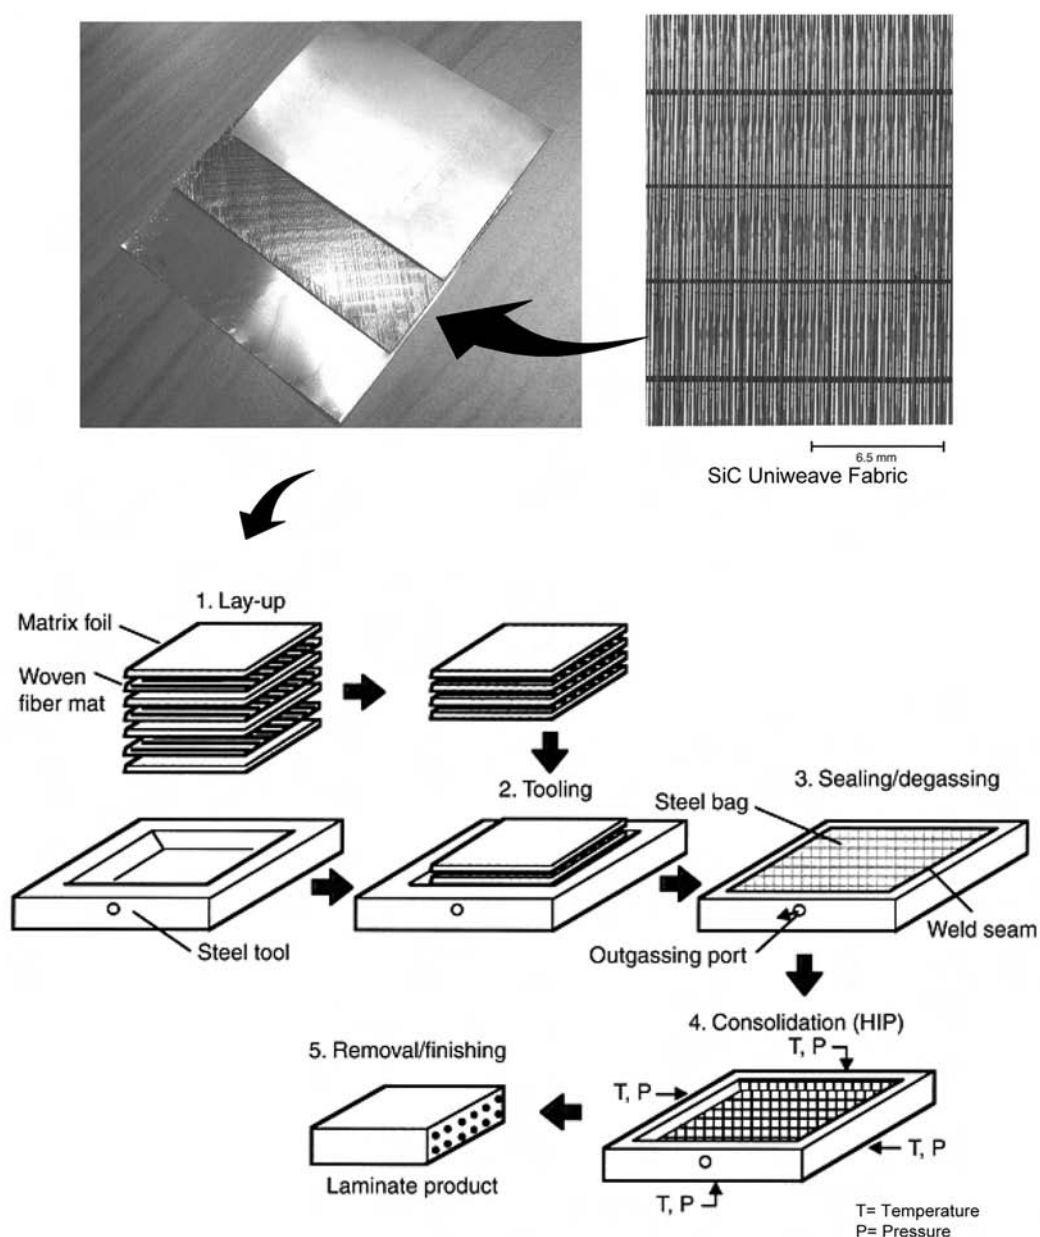 6.5 mm
SiC Uniweave Fabric
1. Lay-up
Matrix foil
Woven
fiber mat
2. Tooling
3. Sealing/degassing
Steel bag
Steel tool
Outgassing port
Weld seam
4. Consolidation (HIP)
T, P
5. Removal/finishing
T, P
T, P
Laminate product
T, P
T= Temperature
P= Pressure